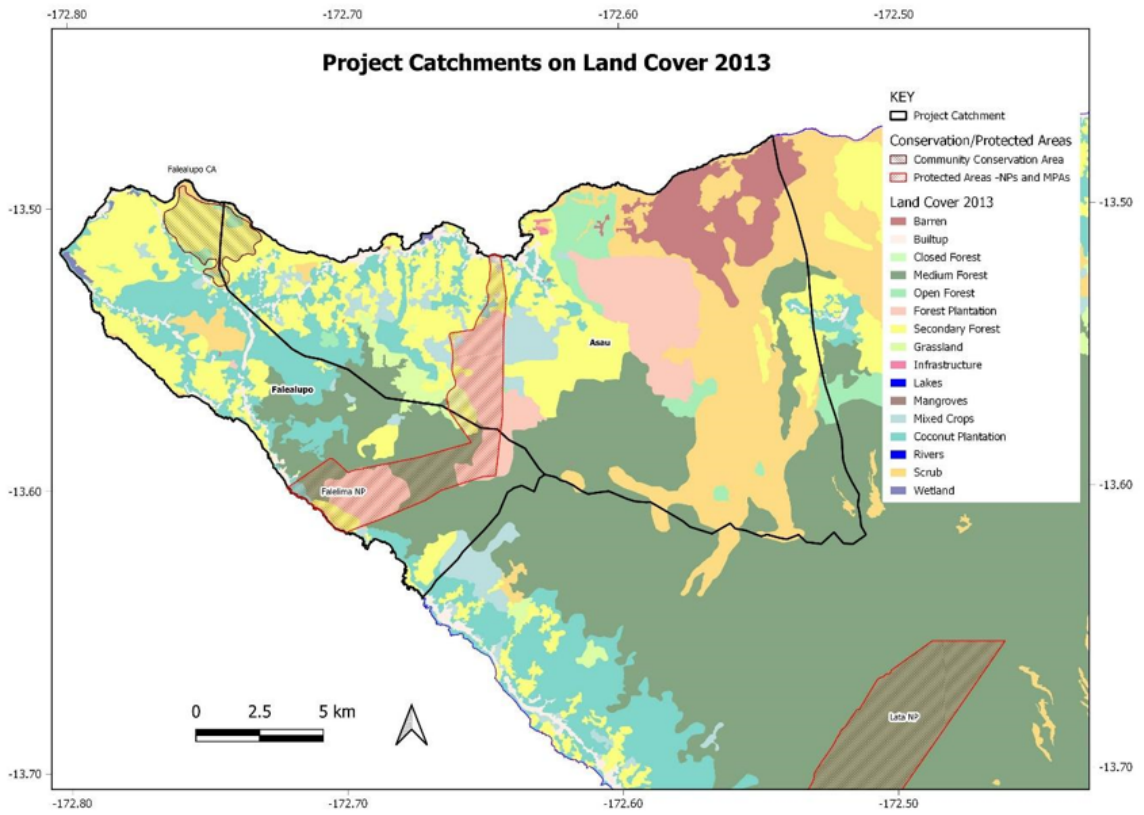 -172.80
-172.70
-172.60
-172.50
Project Catchments on Land Cover 2013
KEY
Project Catchment
Conservation/Protected Areas
Community Conservation Area
Protected Areas -NPs and MPAs
Land Cover 2013
Barren
Builtup
Closed Forest
Medium Forest
Open Forest
Forest Plantation
Secondary Forest
Grassland
Infrastructure
Lakes
Mangroves
Mixed Crops
Coconut Plantation
Rivers
Scrub
Wetland
Falealupo CA
-13.50
-13.50
Asau
Falealupo
Falelima NP
-13.60
-13.60
Lata NP
0
2.5
5 km
-13.70
-13.70
-172.80
-172.70
-172.60
-172.50